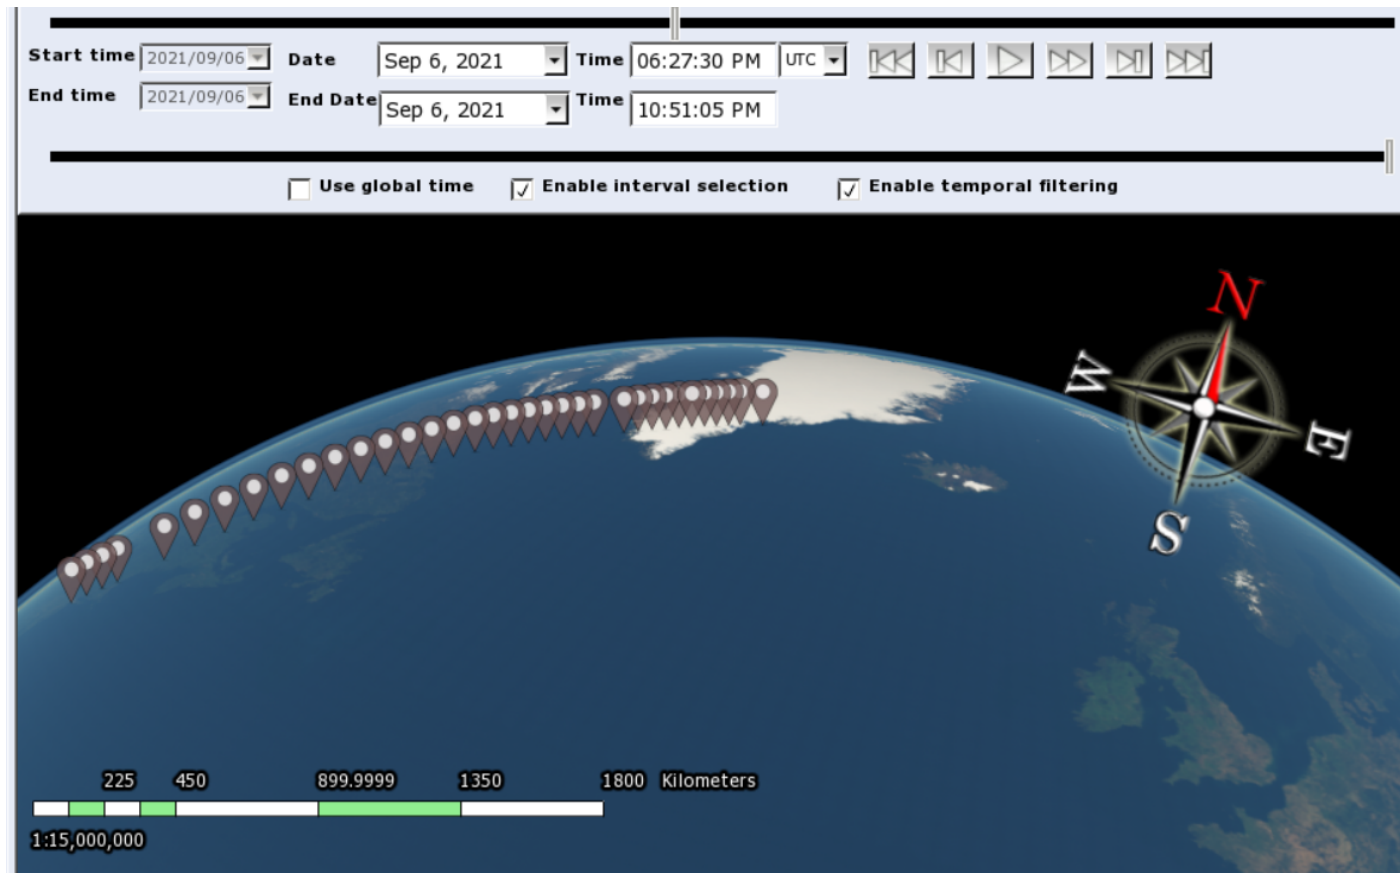 Start time 2021/09/06 Date Sep 6, 2021 Time 06:27:30 PM UTC
End time 2021/09/06 End Date Sep 6, 2021 Time 10:51:05 PM
Use global time Enable interval selection Enable temporal filtering
N
W
E
S
225 450 899.9999 1350 1800 Kilometers
1:15,000,000